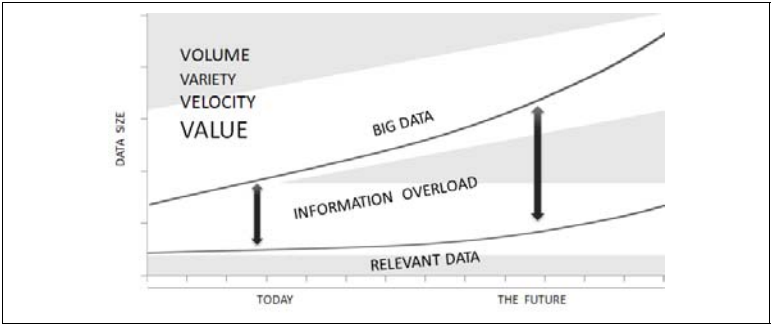 VOLUME
VARIETY
VELOCITY
VALUE
DATA SIZE
BIG DATA
INFORMATION OVERLOAD
RELEVANT DATA
TODAY
THE FUTURE